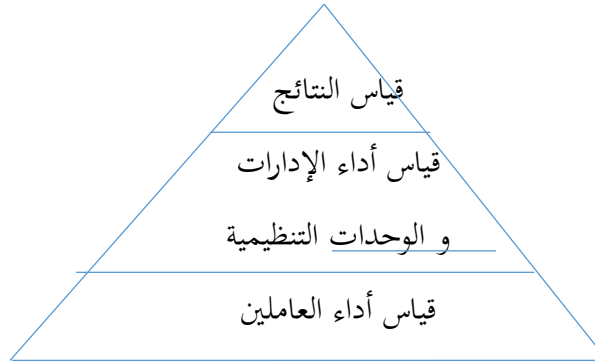 قياس النتائج
قياس أداء الإدارات
و الوحدات التنظيمية
قياس أداء العاملين